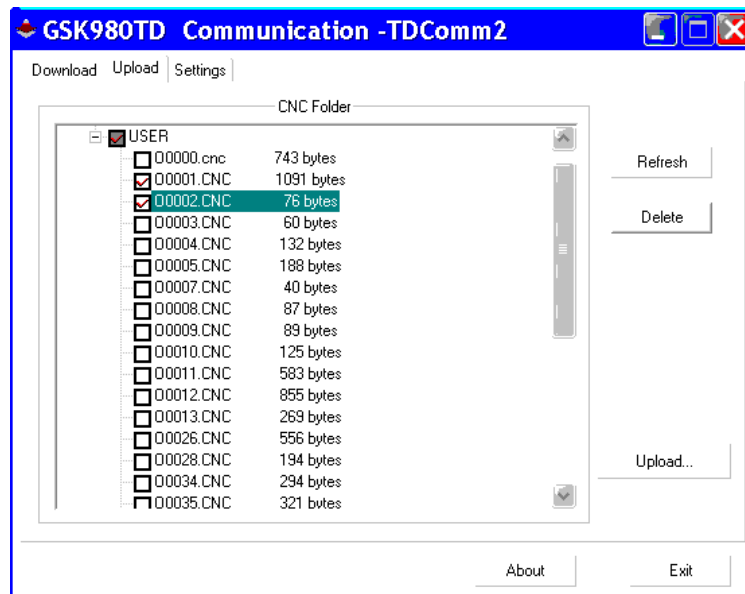 GSK980TD Communication -TDComm2
Download Upload Settings
CNC Folder
USER
O0000.cnc 743 bytes
O0001.CNC 1091 bytes
O0002.CNC 76 bytes
O0003.CNC 60 bytes
O0004.CNC 132 bytes
O0005.CNC 188 bytes
O0007.CNC 40 bytes
O0008.CNC 87 bytes
O0009.CNC 89 bytes
O0010.CNC 125 bytes
O0011.CNC 583 bytes
O0012.CNC 855 bytes
O0013.CNC 269 bytes
O0026.CNC 556 bytes
O0028.CNC 194 bytes
O0034.CNC 294 bytes
O0035.CNC 321 bytes
Refresh
Delete
Upload...
About Exit